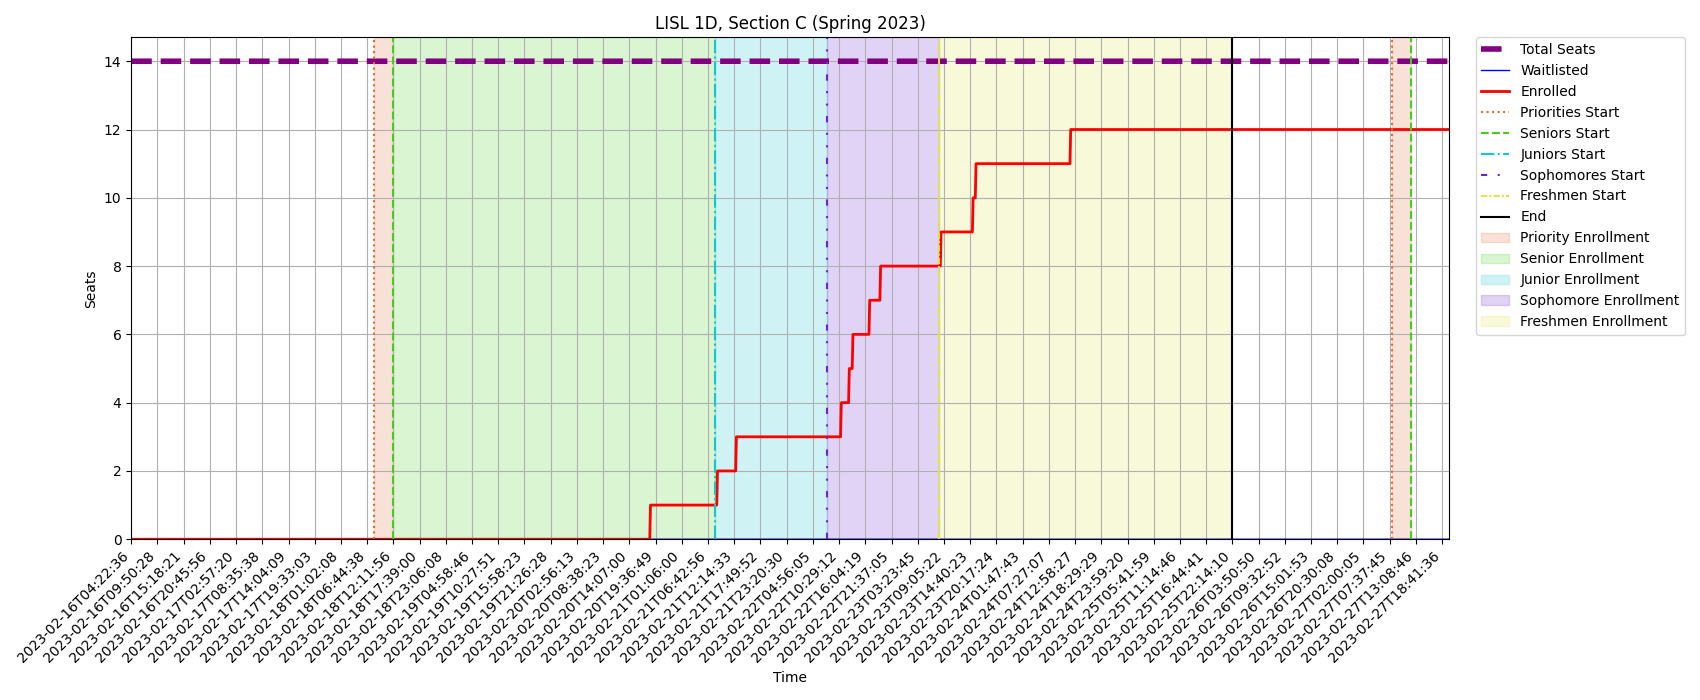 LISL 1D, Section C (Spring 2023)
Seats
14
12
10
8
6
4
2
0
2023-02-16T04:22:36
2023-02-16T09:50:28
2023-02-16T15:18:21
2023-02-16T20:45:56
2023-02-17T02:57:20
2023-02-17T08:35:38
2023-02-17T14:04:09
2023-02-17T19:33:03
2023-02-18T01:02:08
2023-02-18T06:44:38
2023-02-18T12:11:56
2023-02-18T17:39:00
2023-02-18T23:06:08
2023-02-19T04:58:46
2023-02-19T10:27:51
2023-02-19T15:58:23
2023-02-19T21:26:28
2023-02-20T02:56:13
2023-02-20T08:38:23
2023-02-20T14:07:00
2023-02-20T19:36:49
2023-02-21T01:06:00
2023-02-21T06:42:56
2023-02-21T12:14:33
2023-02-21T17:49:52
2023-02-21T23:20:30
2023-02-22T04:56:05
2023-02-22T10:29:12
2023-02-22T16:04:19
2023-02-22T21:37:05
2023-02-23T03:23:45
2023-02-23T09:05:22
2023-02-23T14:40:23
2023-02-23T20:17:24
2023-02-24T01:47:43
2023-02-24T07:27:07
2023-02-24T12:58:27
2023-02-24T18:29:29
2023-02-24T23:59:20
2023-02-25T05:41:59
2023-02-25T11:14:46
2023-02-25T16:44:41
2023-02-25T22:14:10
2023-02-26T03:50:50
2023-02-26T09:32:52
2023-02-26T15:01:53
2023-02-26T20:30:08
2023-02-27T02:00:05
2023-02-27T07:37:45
2023-02-27T13:08:46
2023-02-27T18:41:36
Time
Total Seats
Waitlisted
Enrolled
Priorities Start
Seniors Start
Juniors Start
Sophomores Start
Freshmen Start
End
Priority Enrollment
Senior Enrollment
Junior Enrollment
Sophomore Enrollment
Freshmen Enrollment